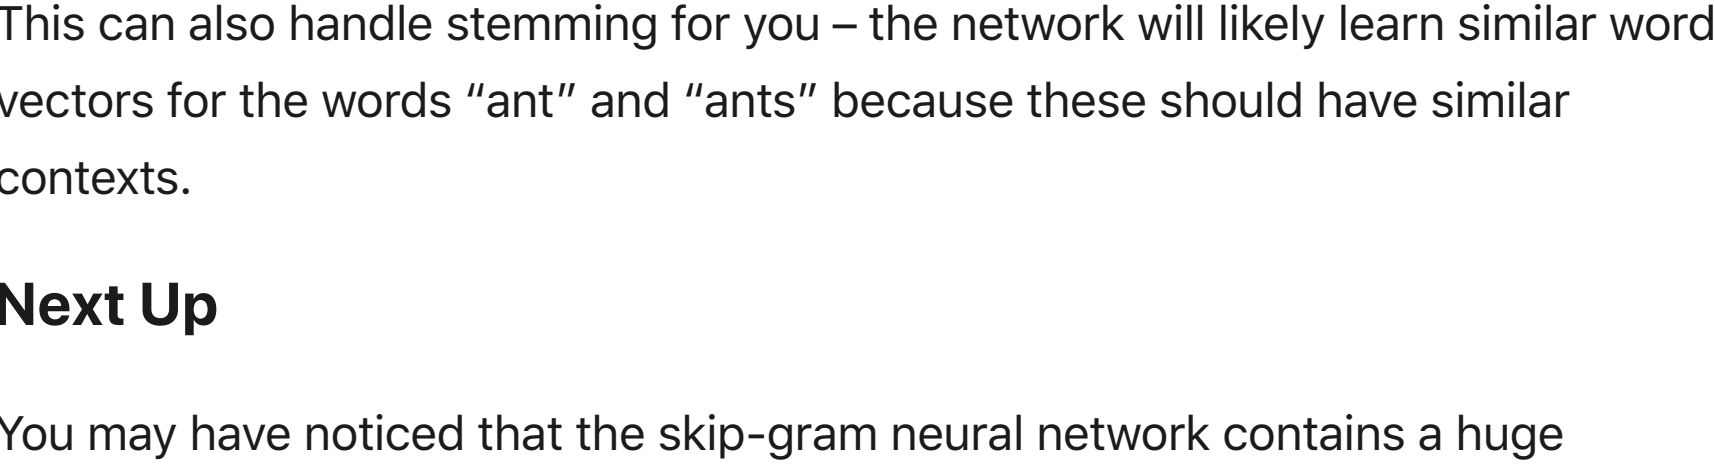 This can also handle stemming for you – the network will likely learn similar word
vectors for the words “ant” and “ants” because these should have similar
contexts.
Next Up
You may have noticed that the skip-gram neural network contains a huge